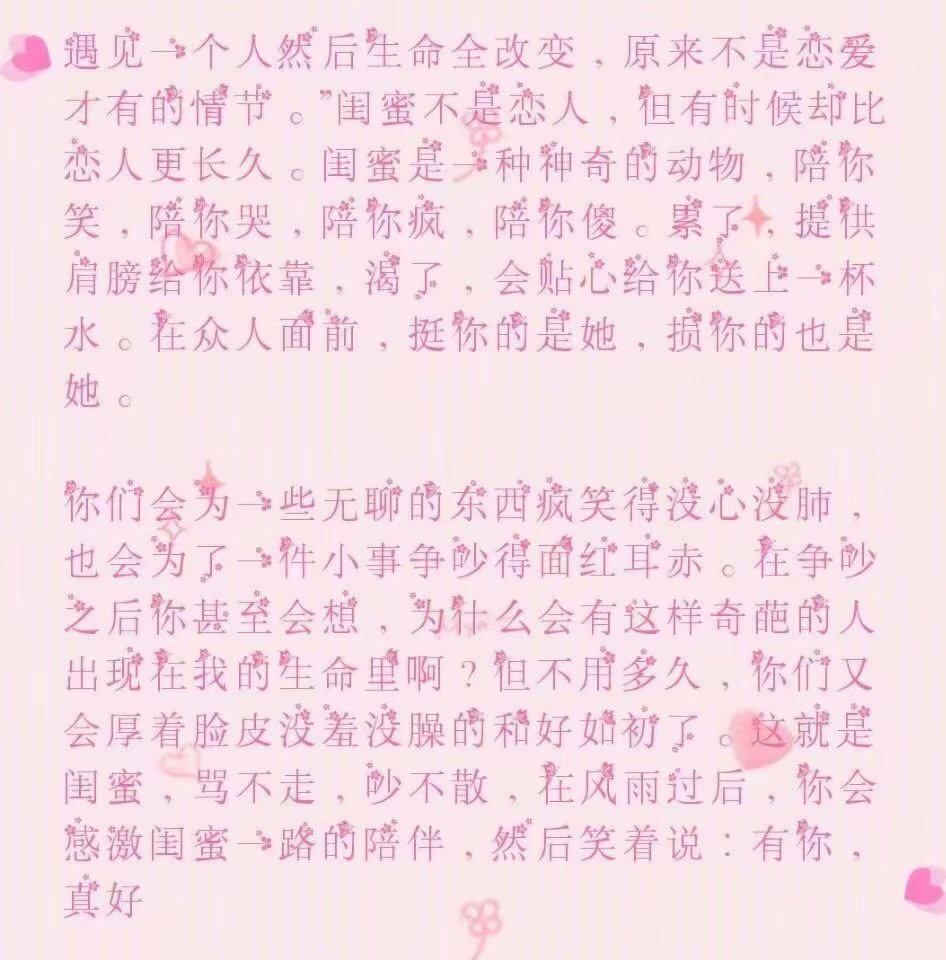 遇见一个人然后生命全改变，原来不是恋爱
才有的情节。”闺蜜不是恋人，但有时候却比
恋人更长久。闺蜜是一种神奇的动物，陪你
笑，陪你哭，陪你疯，陪你傻。累了，提供
肩膀给你依靠，渴了，会贴心给你送上一杯
水。在众人面前，挺你的是她，损你的也是
她。
你们会为一些无聊的东西疯笑得没心没肺，
也会为了一件小事争吵得面红耳赤。在争吵
之后你甚至会想，为什么会有这样奇葩的人
出现在我的生命里啊？但不用多久，你们又
会厚着脸皮没羞没臊的和好如初了。这就是
闺蜜，骂不走，吵不散，在风雨过后，你会
感激闺蜜一路的陪伴，然后笑着说：有你，
真好